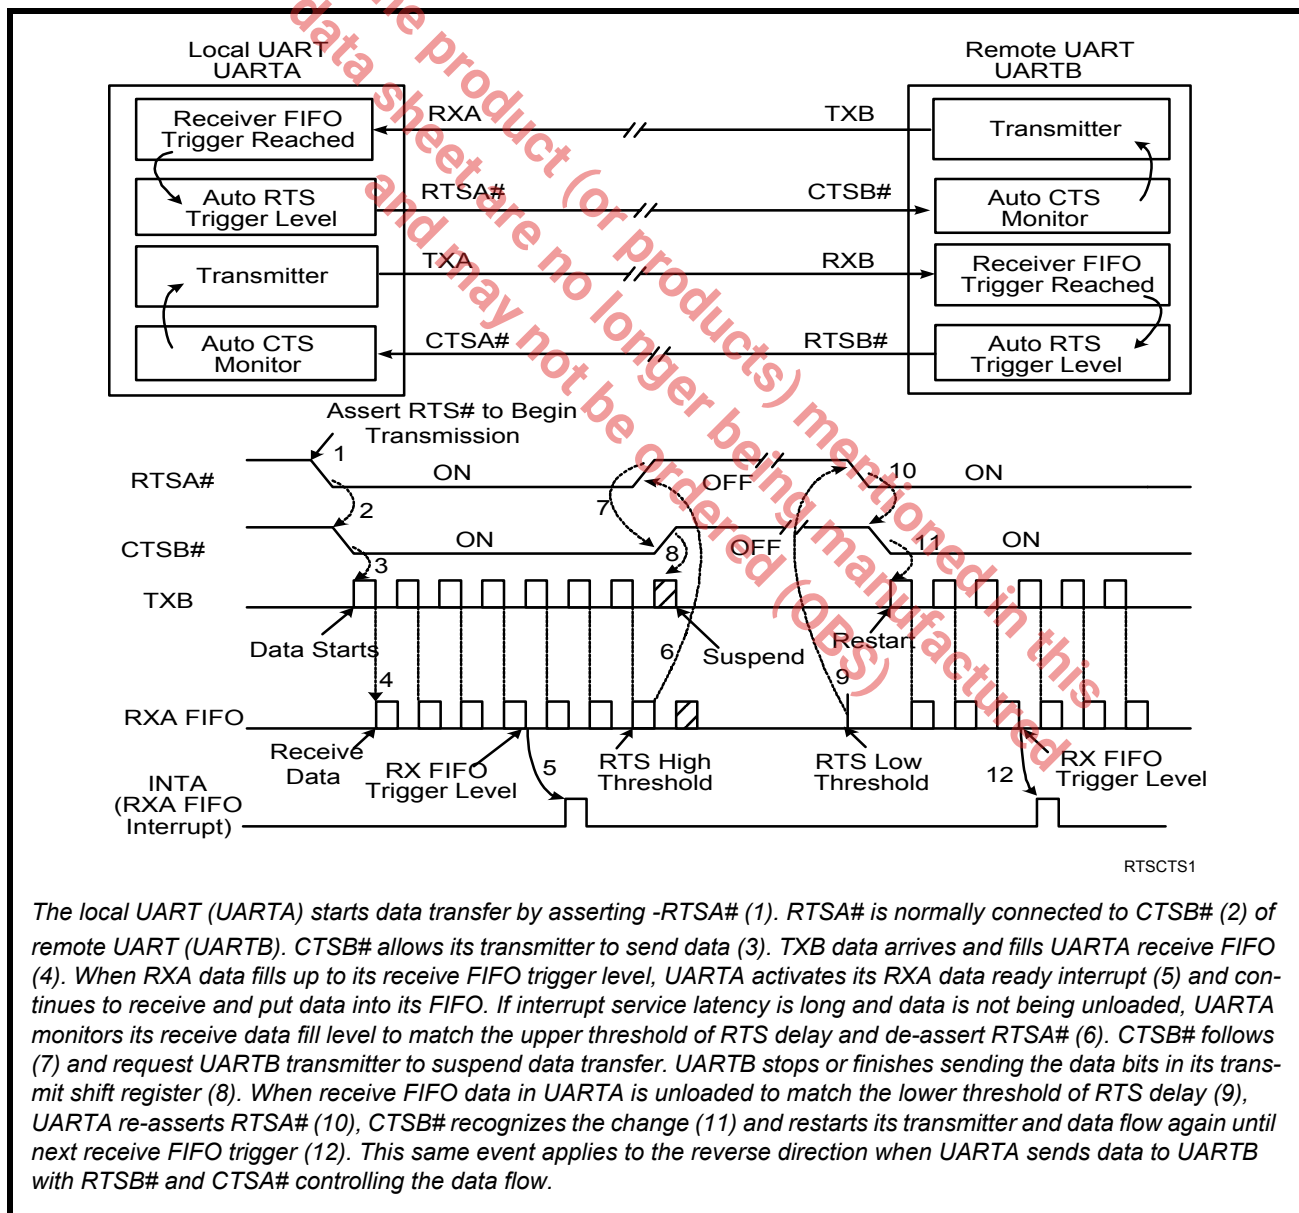 The product (or products) mentioned in this
data sheet are no longer being manufactured
and may not be ordered (OBS)
Local UART
UARTA
Remote UART
UARTB
Receiver FIFO
Trigger Reached
RXA
TXB
Transmitter
Auto RTS
Trigger Level
RTSA#
CTSB#
Auto CTS
Monitor
Transmitter
TXA
RXB
Receiver FIFO
Trigger Reached
Auto CTS
Monitor
CTSA#
RTSB#
Auto RTS
Trigger Level
Assert RTS# to Begin
Transmission
RTSA#
1
ON
7
OFF
10
ON
2
CTSB#
ON
8
OFF
11
ON
3
TXB
Data Starts
6
Suspend
Restart
4
9
RXA FIFO
Receive
Data
RX FIFO
Trigger Level
5
RTS High
Threshold
RTS Low
Threshold
12
RX FIFO
Trigger Level
INTA
(RXA FIFO
Interrupt)
RTSCTS1
The local UART (UARTA) starts data transfer by asserting -RTSA# (1). RTSA# is normally connected to CTSB# (2) of
remote UART (UARTB). CTSB# allows its transmitter to send data (3). TXB data arrives and fills UARTA receive FIFO
(4). When RXA data fills up to its receive FIFO trigger level, UARTA activates its RXA data ready interrupt (5) and con-
tinues to receive and put data into its FIFO. If interrupt service latency is long and data is not being unloaded, UARTA
monitors its receive data fill level to match the upper threshold of RTS delay and de-assert RTSA# (6). CTSB# follows
(7) and request UARTB transmitter to suspend data transfer. UARTB stops or finishes sending the data bits in its trans-
mit shift register (8). When receive FIFO data in UARTA is unloaded to match the lower threshold of RTS delay (9),
UARTA re-asserts RTSA# (10), CTSB# recognizes the change (11) and restarts its transmitter and data flow again until
next receive FIFO trigger (12). This same event applies to the reverse direction when UARTA sends data to UARTB
with RTSB# and CTSA# controlling the data flow.